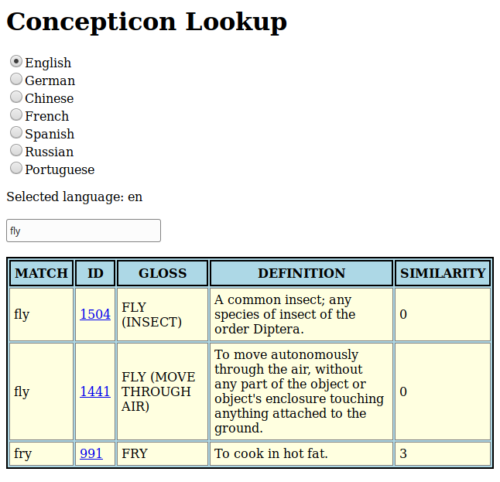 Concepticon Lookup
English
German
Chinese
French
Spanish
Russian
Portuguese
Selected language: en
fly
MATCH ID GLOSS DEFINITION SIMILARITY
fly 1504 FLY (INSECT) A common insect; any species of insect of the order Diptera. 0
fly 1441 FLY (MOVE THROUGH AIR) To move autonomously through the air, without any part of the object or object's enclosure touching anything attached to the ground. 0
fry 991 FRY To cook in hot fat. 3